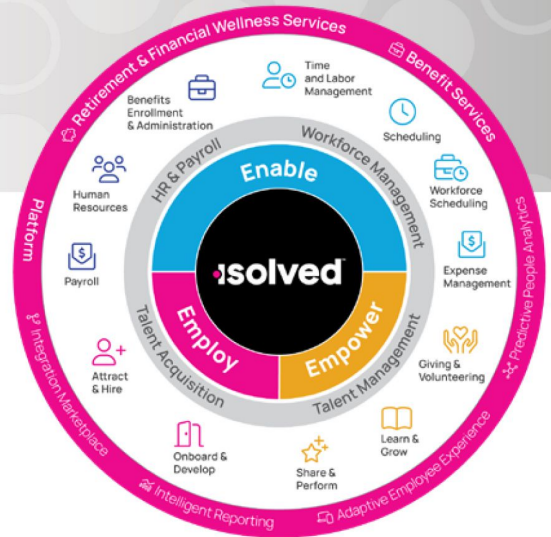 Retirement & Financial Wellness Services
Benefit Services
Time
and Labor
Management
Benefits
Enrollment
& Administration
Scheduling
HR & Payroll
Workforce Management
Enable
Human
Resources
Workforce
Scheduling
Platform
Predictive People Analytics
isolved
Payroll
Expense
Management
Employ
Empower
Talent Acquisition
Talent Management
Attract
& Hire
Giving &
Volunteering
Integration Marketplace
Learn &
Grow
Onboard &
Develop
Share &
Perform
Intelligent Reporting
Adaptive Employee Experience